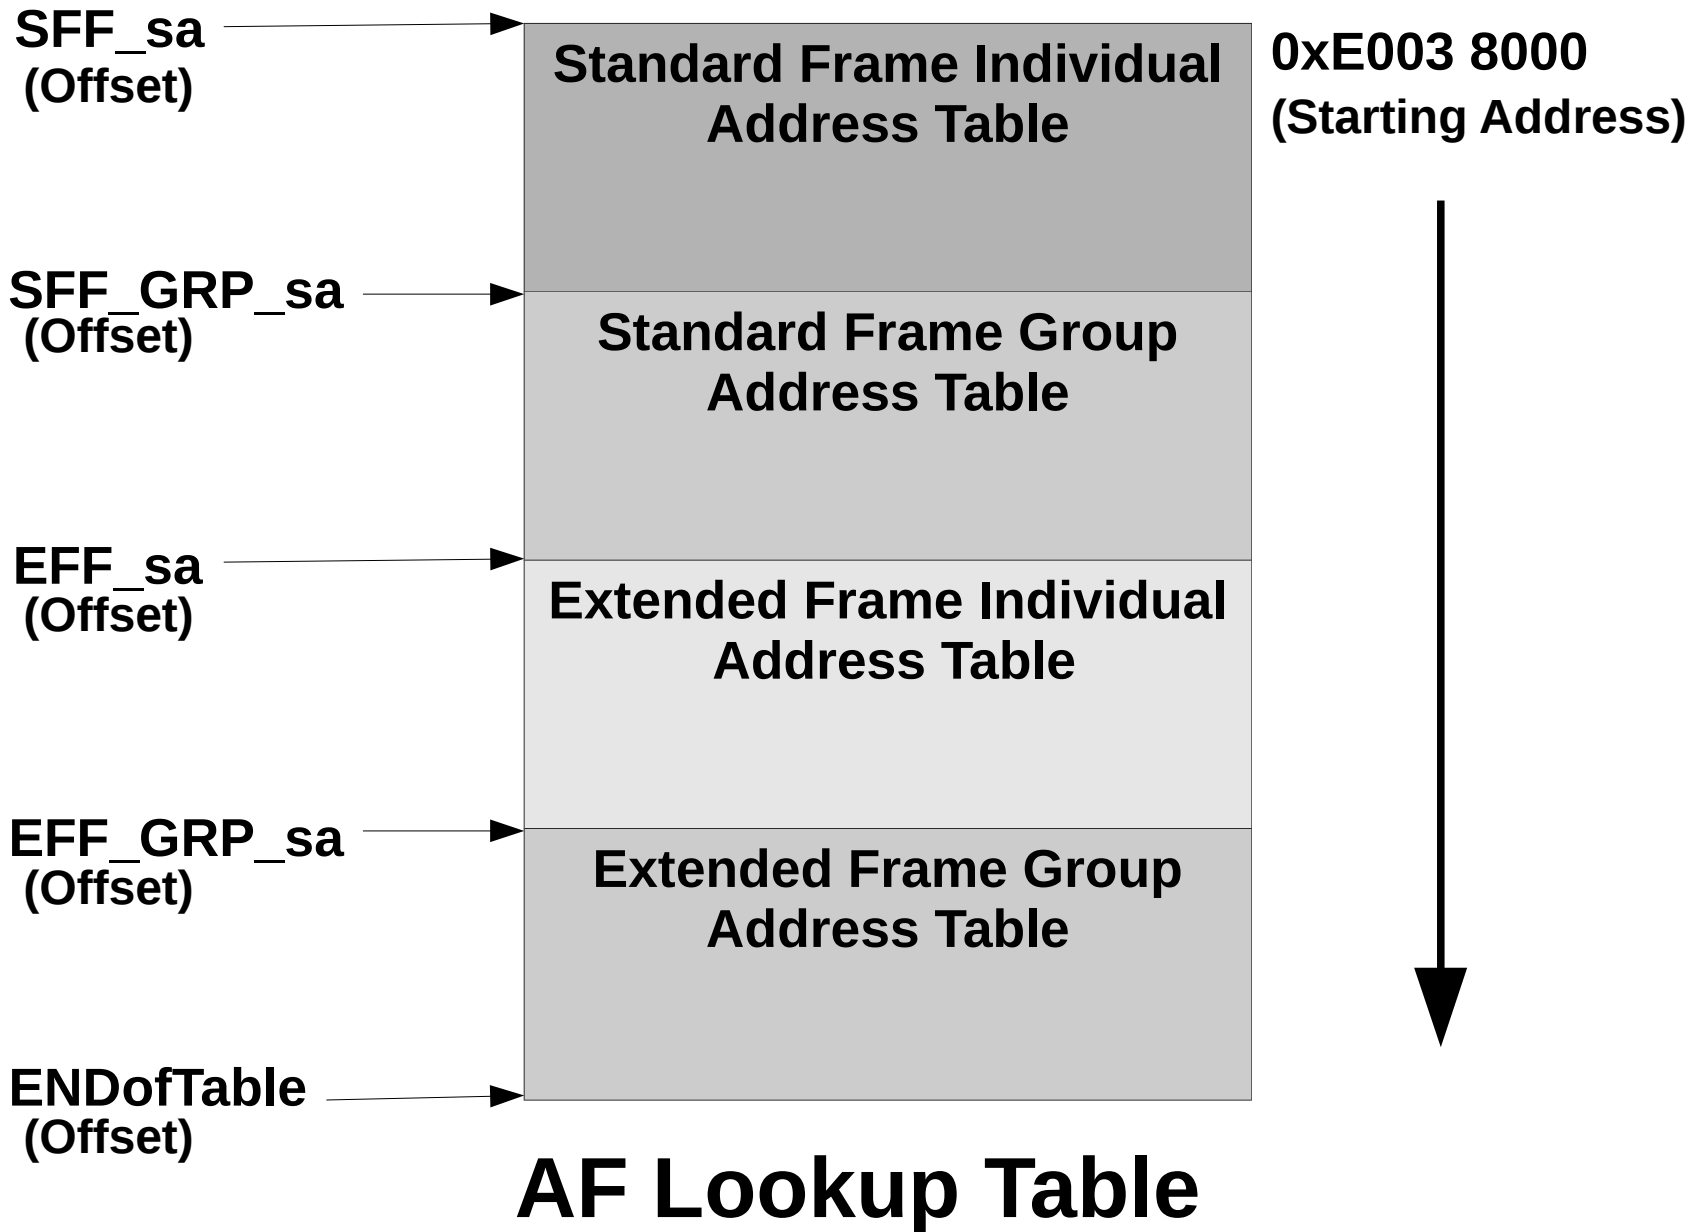 SFF_sa
(Offset)
Standard Frame Individual
Address Table
0xE003 8000
(Starting Address)
SFF_GRP_sa
(Offset)
Standard Frame Group
Address Table
EFF_sa
(Offset)
Extended Frame Individual
Address Table
EFF_GRP_sa
(Offset)
Extended Frame Group
Address Table
ENDofTable
(Offset)
AF Lookup Table